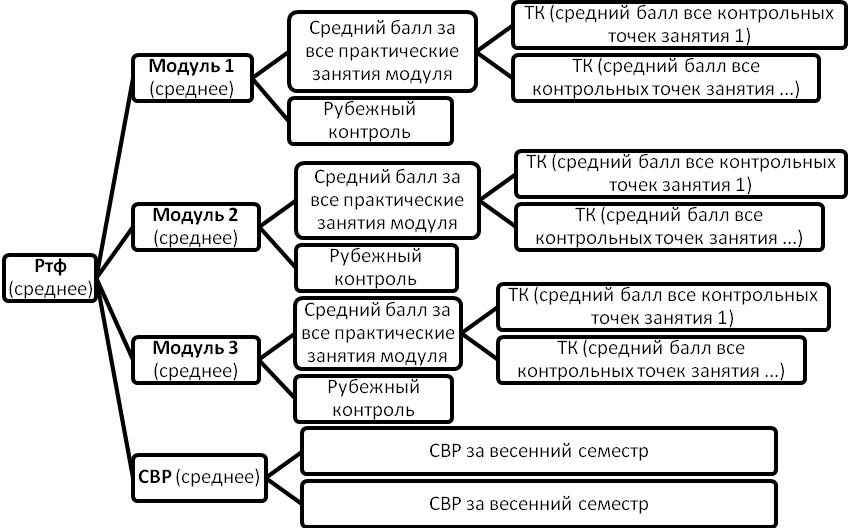 Ртф
(среднее)
Модуль 1
(среднее)
Средний балл за
все практические
занятия модуля
ТК (средний балл все контрольных
точек занятия 1)
ТК (средний балл все
контрольных точек занятия ...)
Рубежный
контроль
Модуль 2
(среднее)
Средний балл за
все практические
занятия модуля
ТК (средний балл все контрольных
точек занятия 1)
ТК (средний балл все
контрольных точек занятия ...)
Рубежный
контроль
Модуль 3
(среднее)
Средний балл за
все практические
занятия модуля
ТК (средний балл все контрольных
точек занятия 1)
ТК (средний балл все
контрольных точек занятия ...)
Рубежный
контроль
СВР (среднее)
СВР за весенний семестр
СВР за весенний семестр